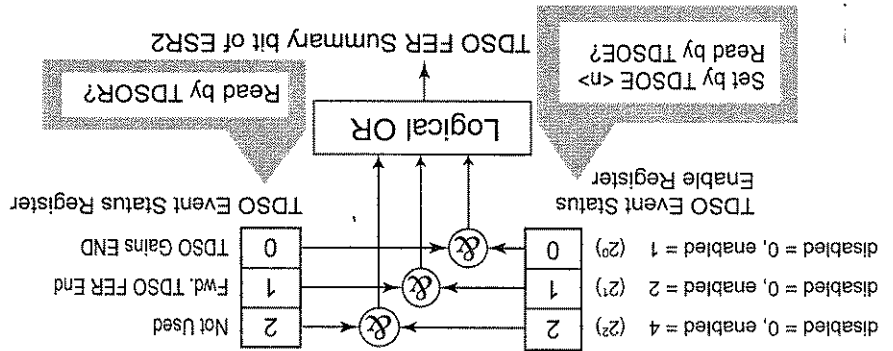 disabled = 0, enabled = 4 (2²) 2 & 2 Not Used
disabled = 0, enabled = 2 (2¹) 1 & 1 Fwd. TDSO FER End
disabled = 0, enabled = 1 (2⁰) 0 & 0 TDSO Gains END
TDSO Event Status
Enable Register
TDSO Event Status Register
Set by TDSOE <n>
Read by TDSOE?
Logical OR
Read by TDSOR?
TDSO FER Summary bit of ESR2